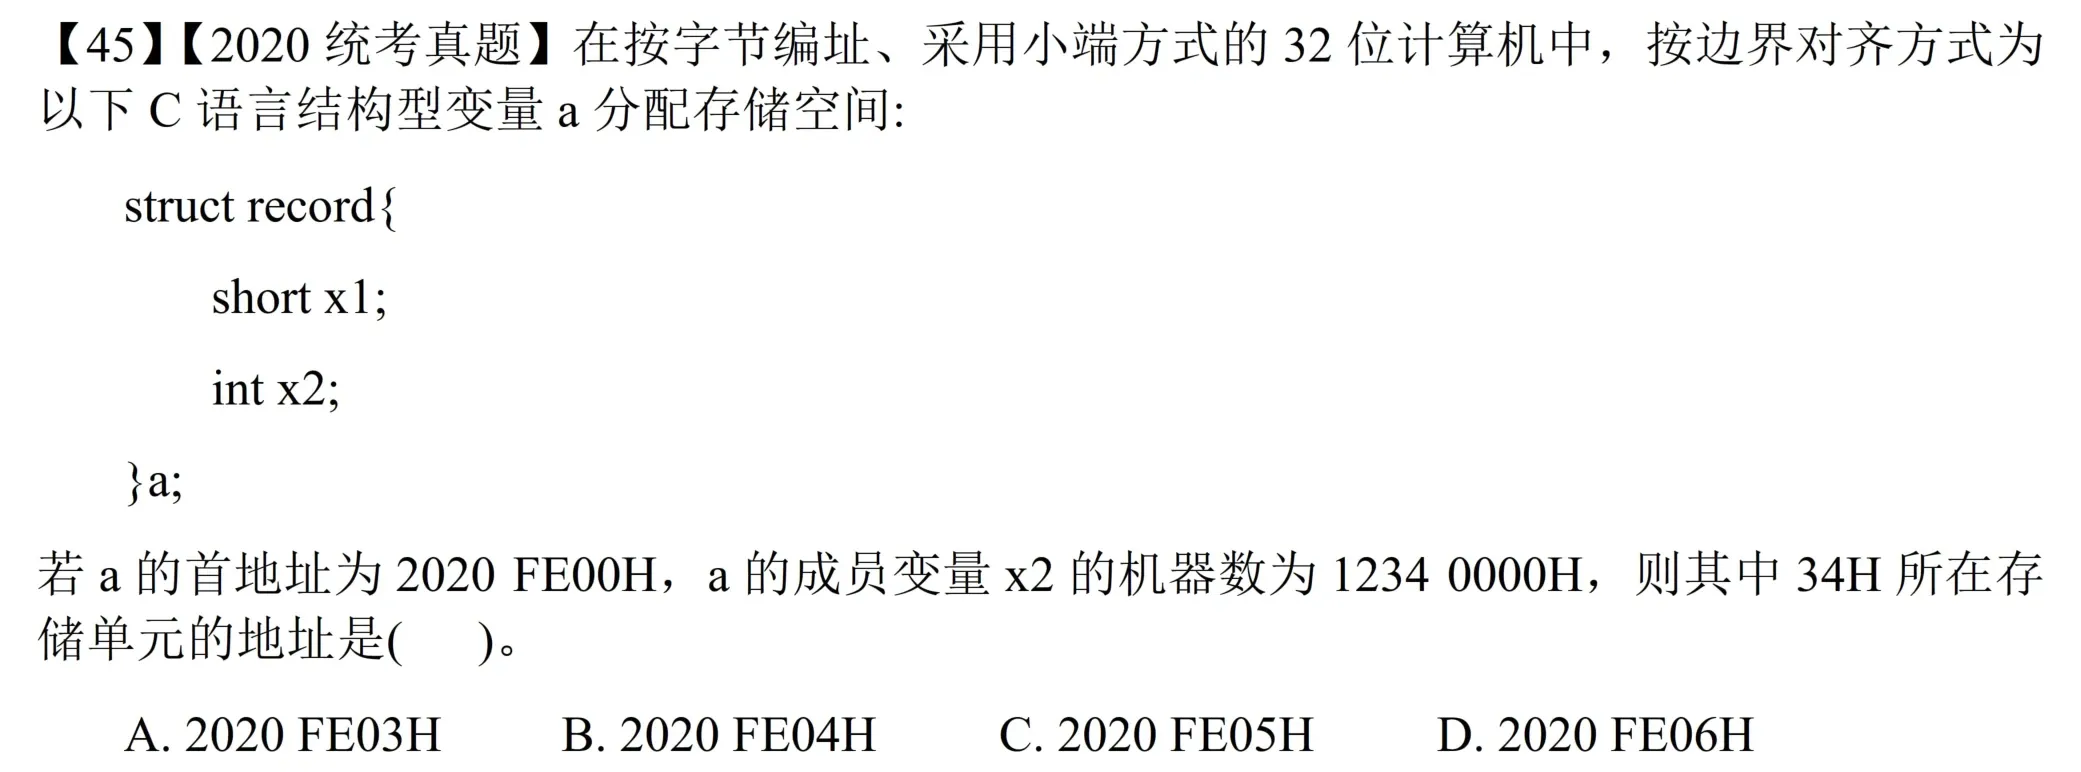 【45】【2020 统考真题】在按字节编址、采用小端方式的 32 位计算机中，按边界对齐方式为
以下 C 语言结构型变量 a 分配存储空间:
struct record{
short x1;
int x2;
}a;
若 a 的首地址为 2020 FE00H，a 的成员变量 x2 的机器数为 1234 0000H，则其中 34H 所在存
储单元的地址是( )。
A. 2020 FE03H B. 2020 FE04H C. 2020 FE05H D. 2020 FE06H